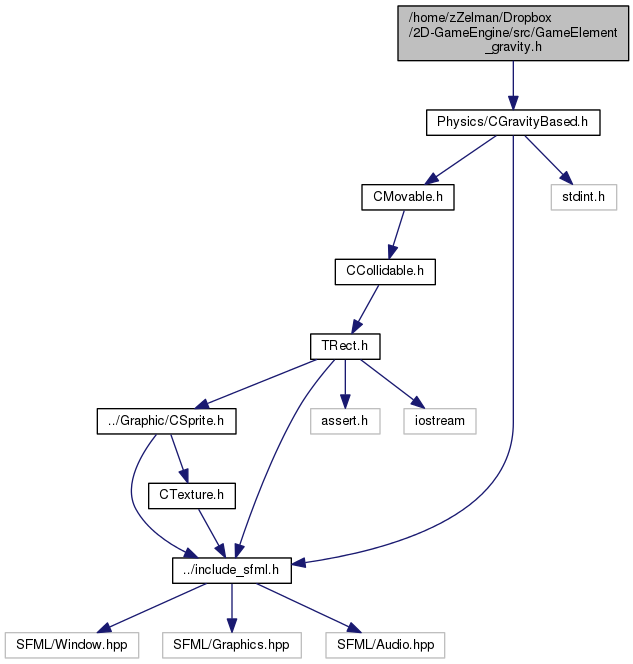 /home/zZelman/Dropbox
/2D-GameEngine/src/GameElement
_gravity.h
Physics/CGravityBased.h
CMovable.h
stdint.h
CCollidable.h
TRect.h
../Graphic/CSprite.h
assert.h
iostream
CTexture.h
../include_sfml.h
SFML/Window.hpp
SFML/Graphics.hpp
SFML/Audio.hpp